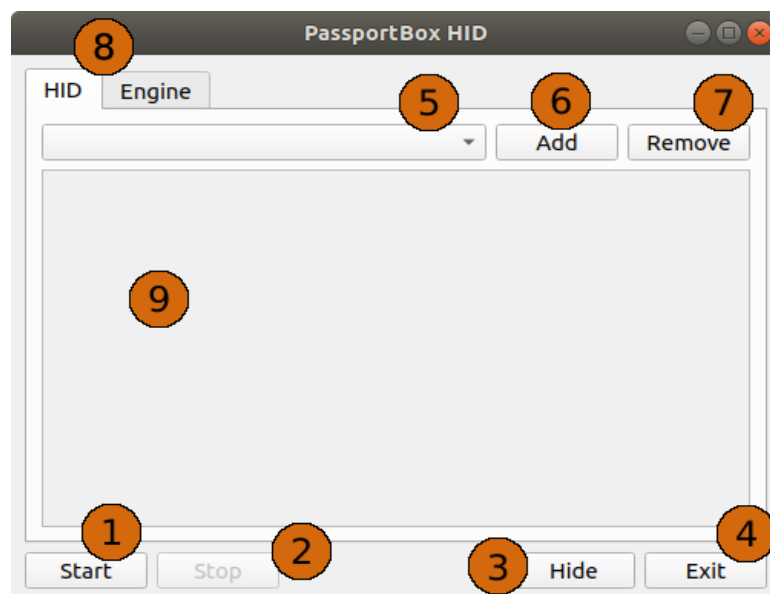 PassportBox HID
8
HID Engine
5 6 7
Add Remove
9
1 2 3 4
Start Stop Hide Exit